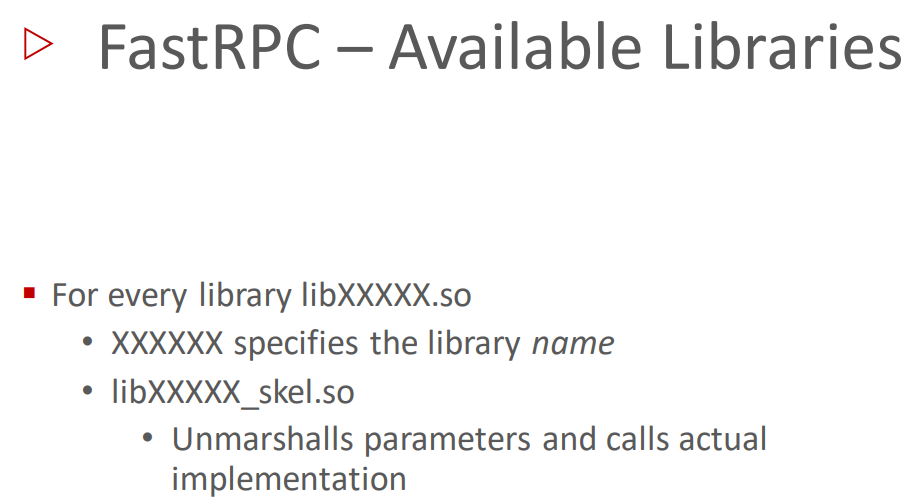 FastRPC – Available Libraries
For every library libXXXXX.so
XXXXXX specifies the library name
libXXXXX_skel.so
Unmarshalls parameters and calls actual
implementation